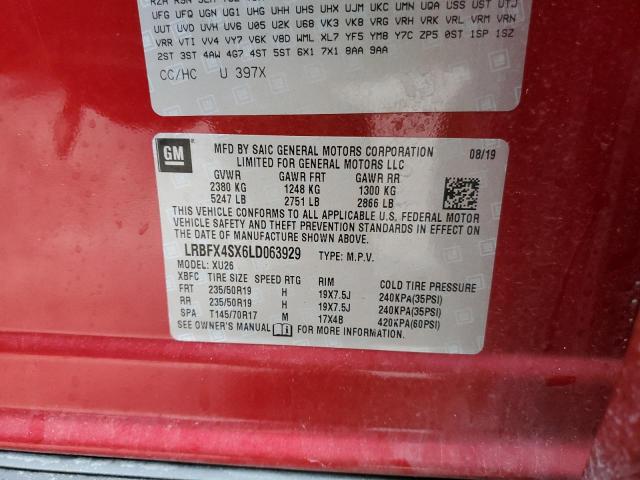 UFG UFQ UGN UG1 UHG UHH UHS UHX UJM UKC UMN UQA USS UST UTJ
UUT UVD UVH UV6 U05 U2K U68 VK3 VK8 VRG VRH VRK VRL VRM VRN
VRR VTI VV4 VY7 V6K V8D WML XL7 YF5 YM8 Y7C ZP5 0ST 1SP 1SZ
2ST 3ST 4AW 4G7 4ST 5ST 6X1 7X1 8AA 9AA
CC/HC U 397X
GM
MFD BY SAIC GENERAL MOTORS CORPORATION 08/19
LIMITED FOR GENERAL MOTORS LLC
GVWR GAWR FRT GAWR RR
2380 KG 1248 KG 1300 KG
5247 LB 2751 LB 2866 LB
THIS VEHICLE CONFORMS TO ALL APPLICABLE U.S. FEDERAL MOTOR
VEHICLE SAFETY AND THEFT PREVENTION STANDARDS IN EFFECT ON
THE DATE OF MANUFACTURE SHOWN ABOVE.
LRBFX4SX6LD063929 TYPE: M.P.V.
MODEL: XU26
XBFC TIRE SIZE SPEED RTG RIM COLD TIRE PRESSURE
FRT 235/50R19 H 19X7.5J 240KPA(35PSI)
RR 235/50R19 H 19X7.5J 240KPA(35PSI)
SPA T145/70R17 M 17X4B 420KPA(60PSI)
SEE OWNER'S MANUAL FOR MORE INFORMATION.